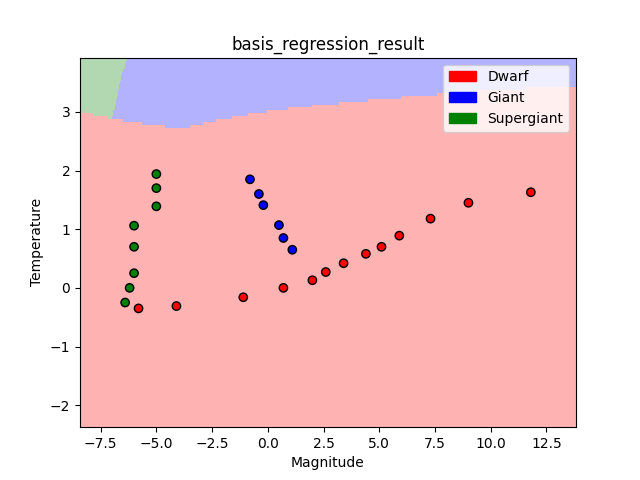 basis_regression_result
Dwarf
Giant
Supergiant
3
2
1
0
−1
−2
Temperature
−7.5 −5.0 −2.5 0.0 2.5 5.0 7.5 10.0 12.5
Magnitude